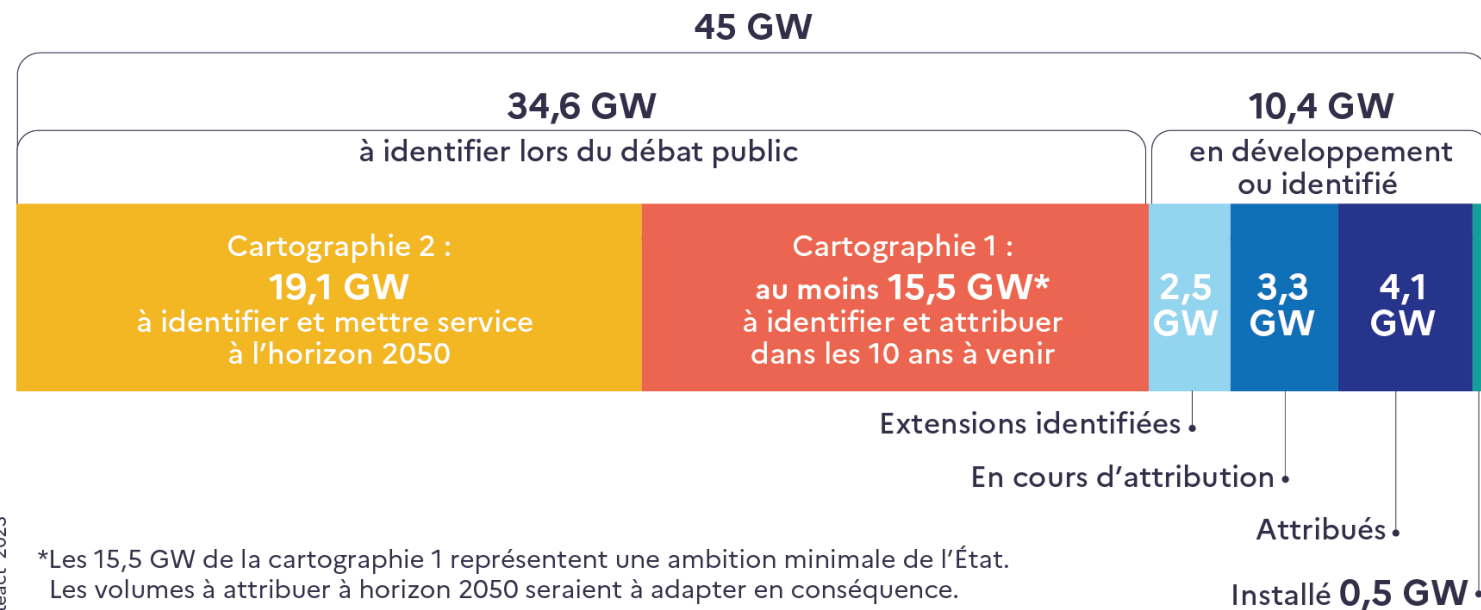 45 GW
34,6 GW
à identifier lors du débat public
10,4 GW
en développement
ou identifié
Cartographie 2 :
19,1 GW
à identifier et mettre service
à l’horizon 2050
Cartographie 1 :
au moins 15,5 GW*
à identifier et attribuer
dans les 10 ans à venir
2,5
GW
3,3
GW
4,1
GW
Extensions identifiées
En cours d’attribution
Attribués
Installé 0,5 GW
*Les 15,5 GW de la cartographie 1 représentent une ambition minimale de l’État.
Les volumes à attribuer à horizon 2050 seraient à adapter en conséquence.
2023